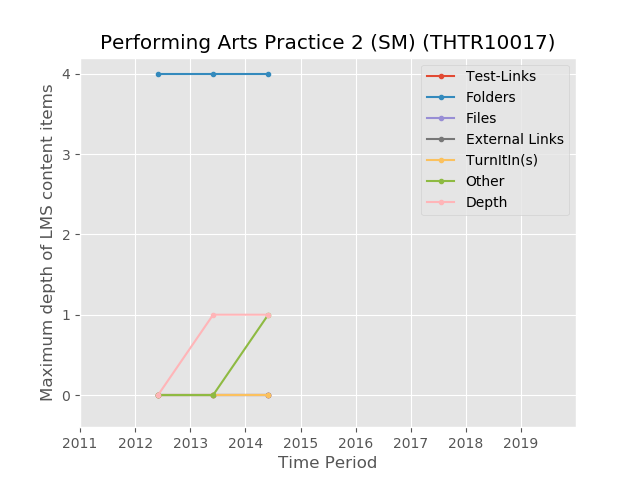 Performing Arts Practice 2 (SM) (THTR10017)
Maximum depth of LMS content items
4
3
2
1
0
Test-Links
Folders
Files
External Links
TurnItIn(s)
Other
Depth
2011 2012 2013 2014 2015 2016 2017 2018 2019
Time Period